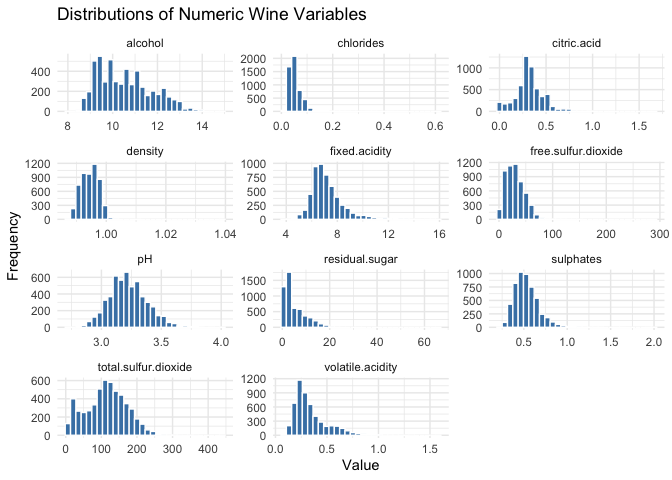 Distributions of Numeric Wine Variables
alcohol
chlorides
citric.acid
400
200
0
8 10 12 14
2000
1500
1000
500
0
0.0 0.2 0.4 0.6
1000
500
0
0.0 0.5 1.0 1.5
density
fixed.acidity
free.sulfur.dioxide
1200
900
600
300
0
1.00 1.02 1.04
1000
750
500
250
0
4 8 12 16
1200
900
600
300
0
0 100 200 300
pH
residual.sugar
sulphates
600
400
200
0
3.0 3.5 4.0
1500
1000
500
0
0 20 40 60
1000
750
500
250
0
0.5 1.0 1.5 2.0
total.sulfur.dioxide
volatile.acidity
600
400
200
0
0 100 200 300 400
1200
900
600
300
0
0.0 0.5 1.0 1.5
Frequency
Value